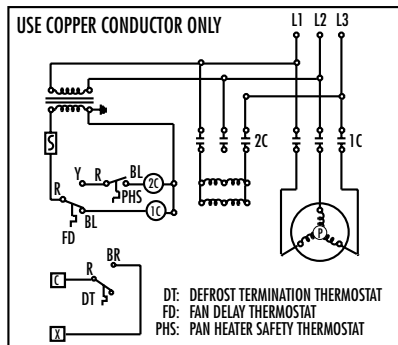 USE COPPER CONDUCTOR ONLY
L1 L2 L3
S
2C
1C
Y R BL
2C
PHS
R
1C
BL
FD
P
BR
C
R
DT
X
DT: DEFROST TERMINATION THERMOSTAT
FD: FAN DELAY THERMOSTAT
PHS: PAN HEATER SAFETY THERMOSTAT